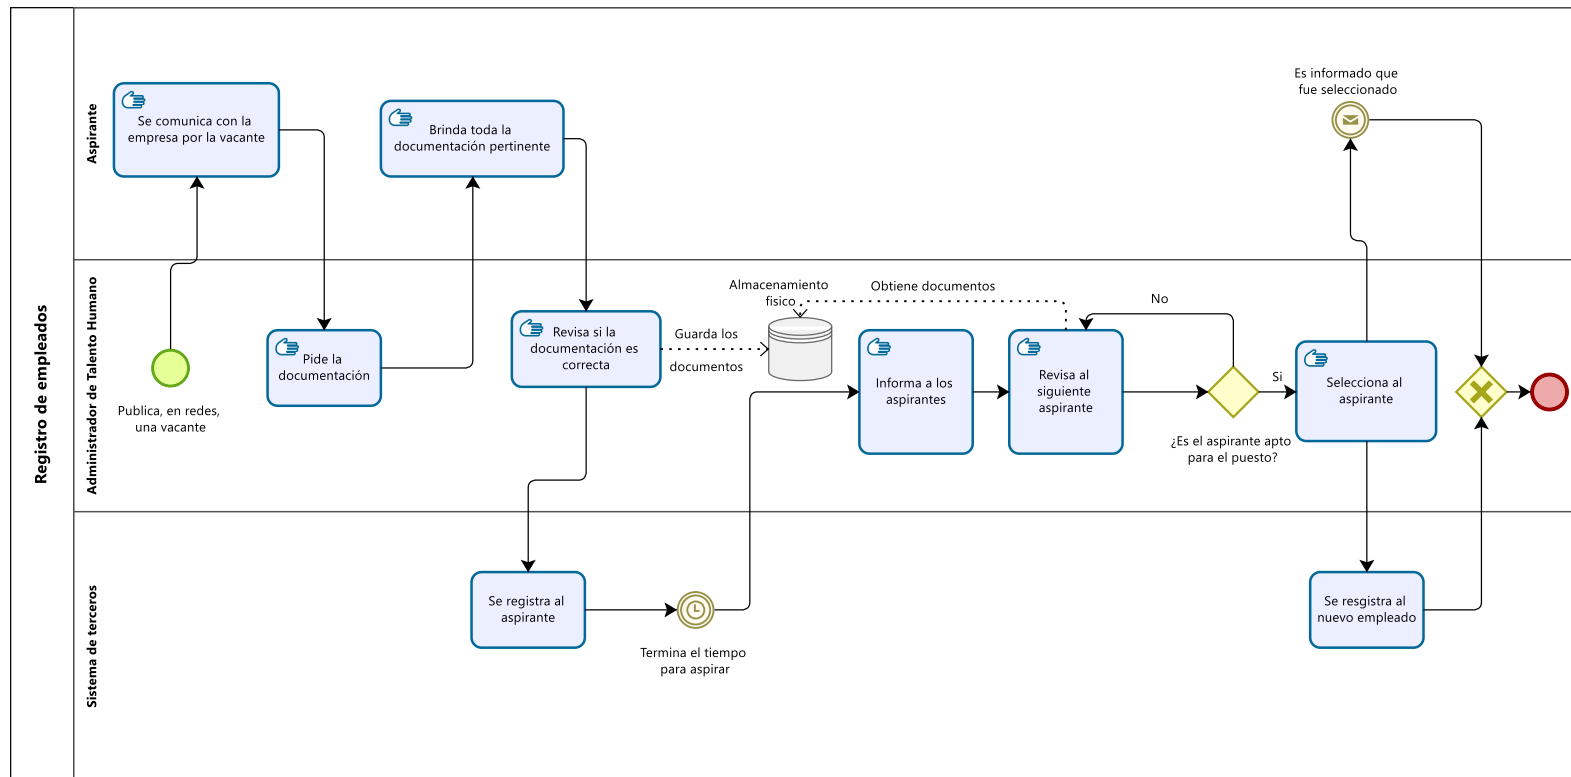 Registro de empleados
Aspirante
Se comunica con la
empresa por la vacante
Brinda toda la
documentación pertinente
Es informado que
fue seleccionado
Administrador de Talento Humano
Publica, en redes,
una vacante
Pide la
documentación
Revisa si la
documentación es
correcta
Guarda los
documentos
Almacenamiento
fisico
Obtiene documentos
Informa a los
aspirantes
Revisa al
siguiente
aspirante
No
¿Es el aspirante apto
para el puesto?
Si
Selecciona al
aspirante
Sistema de terceros
Se registra al
aspirante
Termina el tiempo
para aspirar
Se resgistra al
nuevo empleado